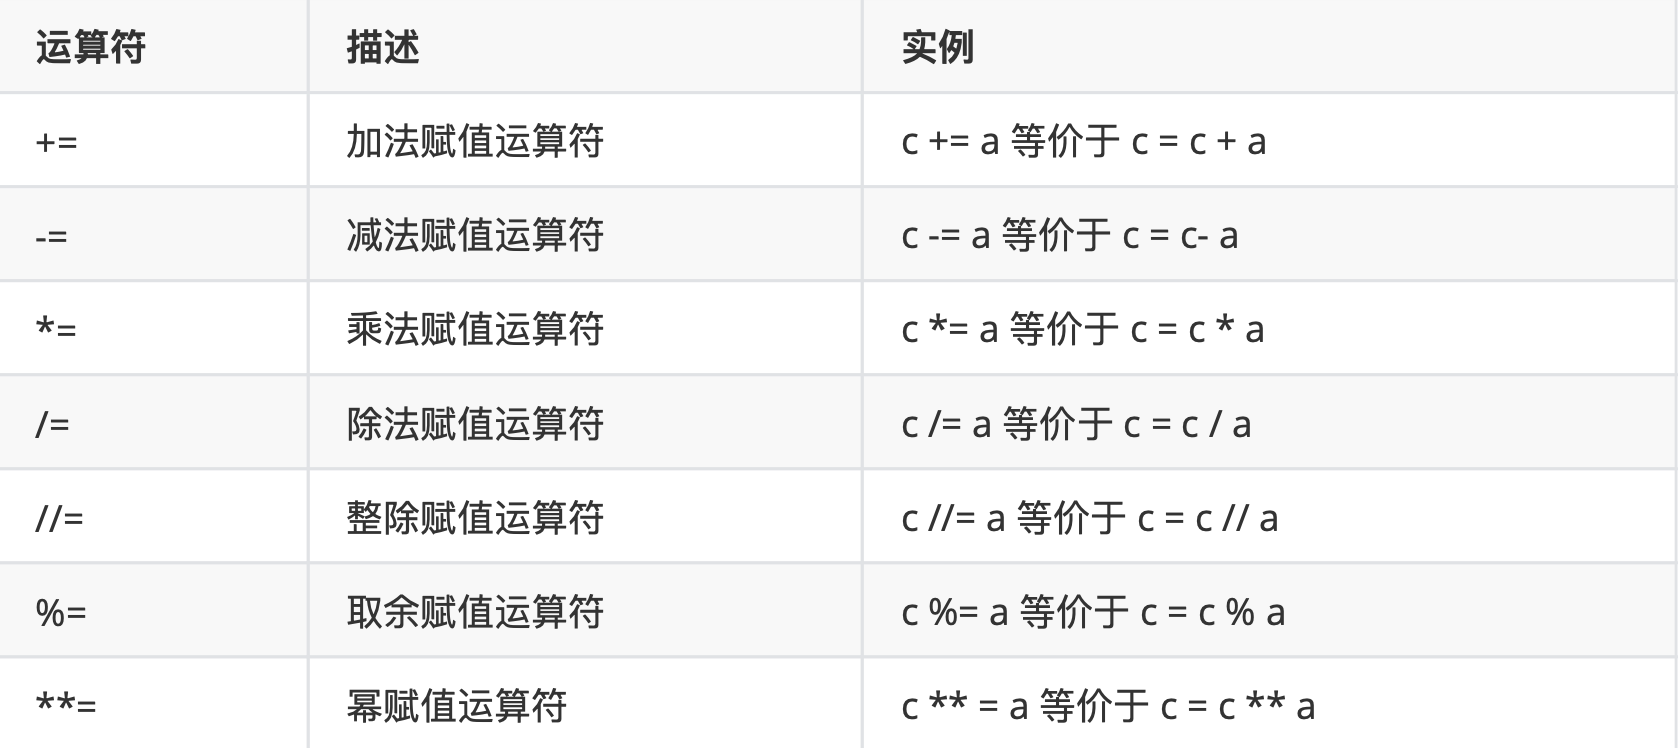 运算符 描述 实例
+= 加法赋值运算符 c += a 等价于 c = c + a
-= 减法赋值运算符 c -= a 等价于 c = c- a
*= 乘法赋值运算符 c *= a 等价于 c = c * a
/= 除法赋值运算符 c /= a 等价于 c = c / a
//= 整除赋值运算符 c //= a 等价于 c = c // a
%= 取余赋值运算符 c %= a 等价于 c = c % a
**= 幂赋值运算符 c ** = a 等价于 c = c ** a